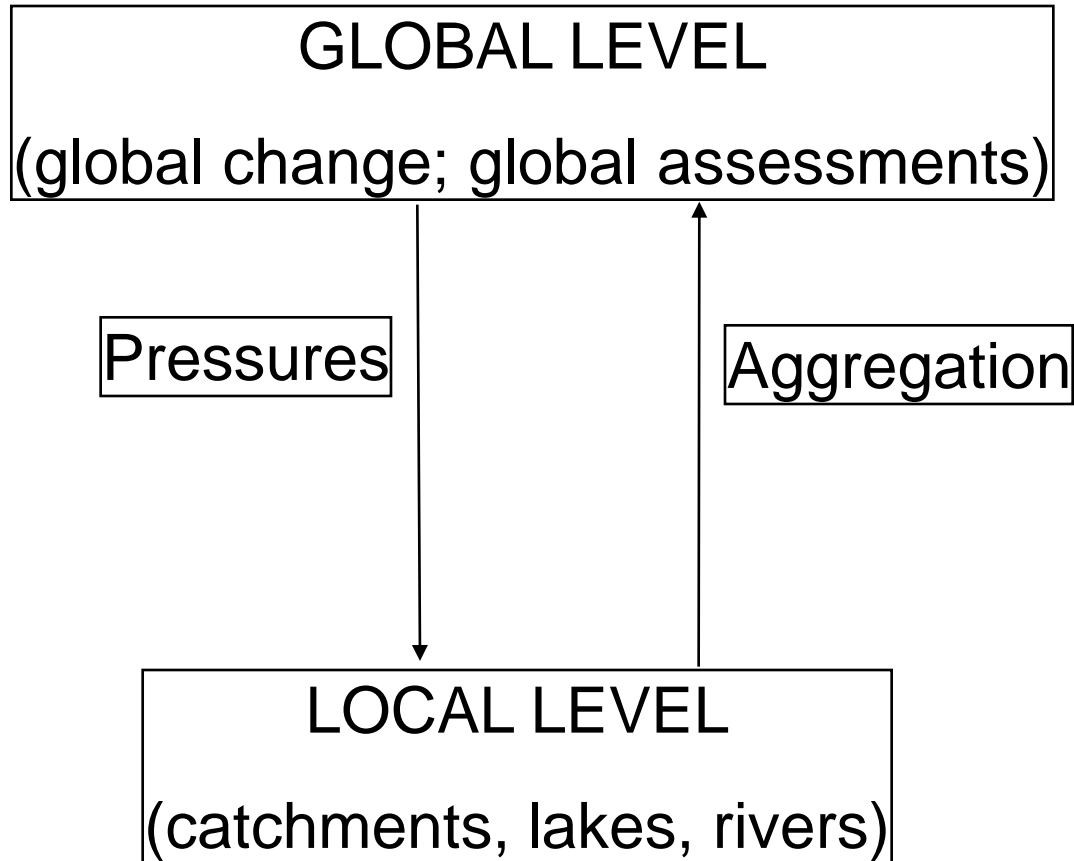 GLOBAL LEVEL
(global change; global assessments)
Pressures
Aggregation
LOCAL LEVEL
(catchments, lakes, rivers)